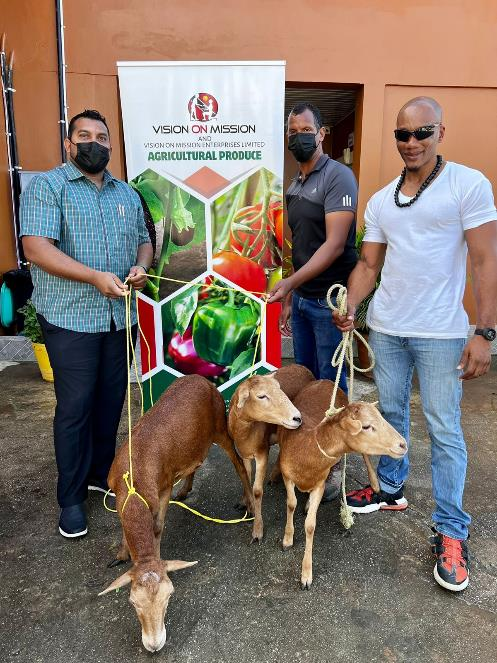 VISION ON MISSION
AND
VISION ON MISSION ENTERPRISES LIMITED
AGRICULTURAL PRODUCE